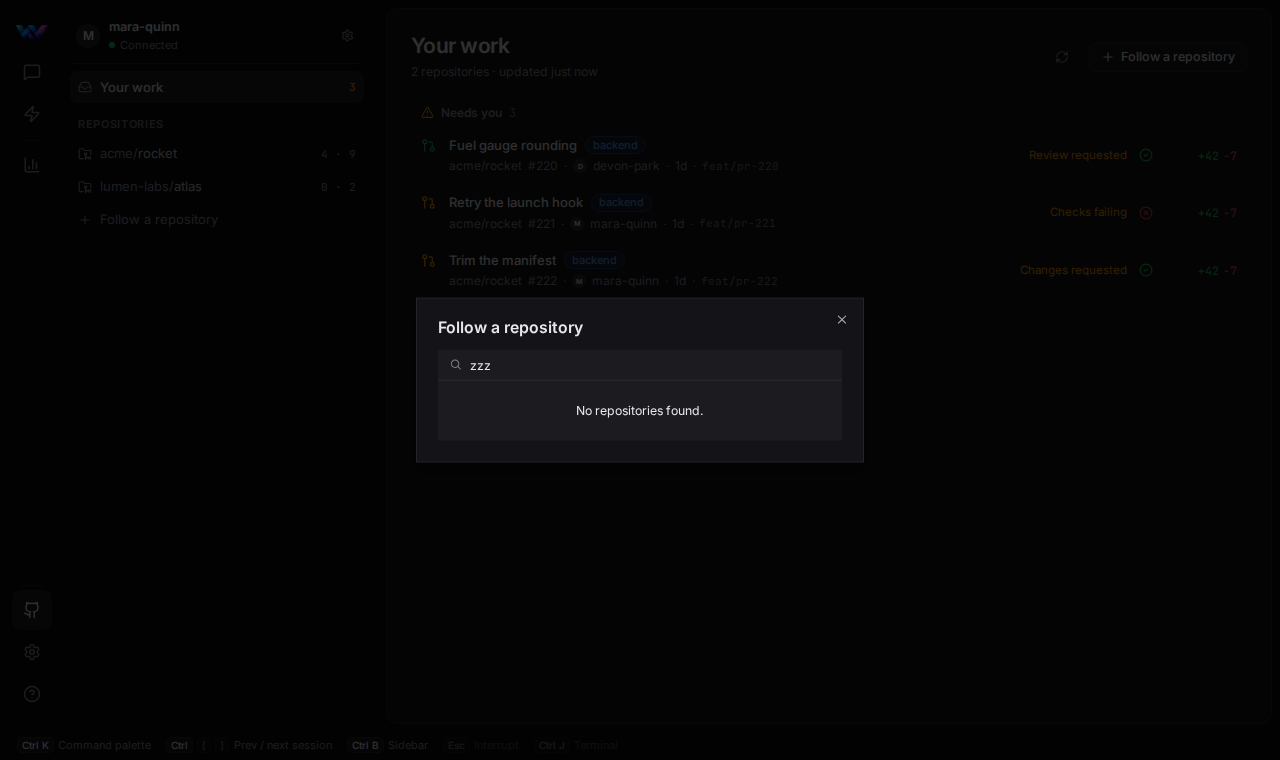 mara-quinn
M
Connected
Your work 3
REPOSITORIES
acme/rocket 4 · 9
lumen-labs/atlas 0 · 2
+ Follow a repository
Your work
2 repositories · updated just now
+ Follow a repository
Needs you 3
Fuel gauge rounding backend
acme/rocket #220 · D devon-park · 1d · feat/pr-220
Review requested +42 -7
Retry the launch hook backend
acme/rocket #221 · M mara-quinn · 1d · feat/pr-221
Checks failing +42 -7
Trim the manifest backend
acme/rocket #222 · M mara-quinn · 1d · feat/pr-222
Changes requested +42 -7
Follow a repository
zzz
No repositories found.
Ctrl K Command palette Ctrl [ ] Prev / next session Ctrl B Sidebar Esc Interrupt Ctrl J Terminal